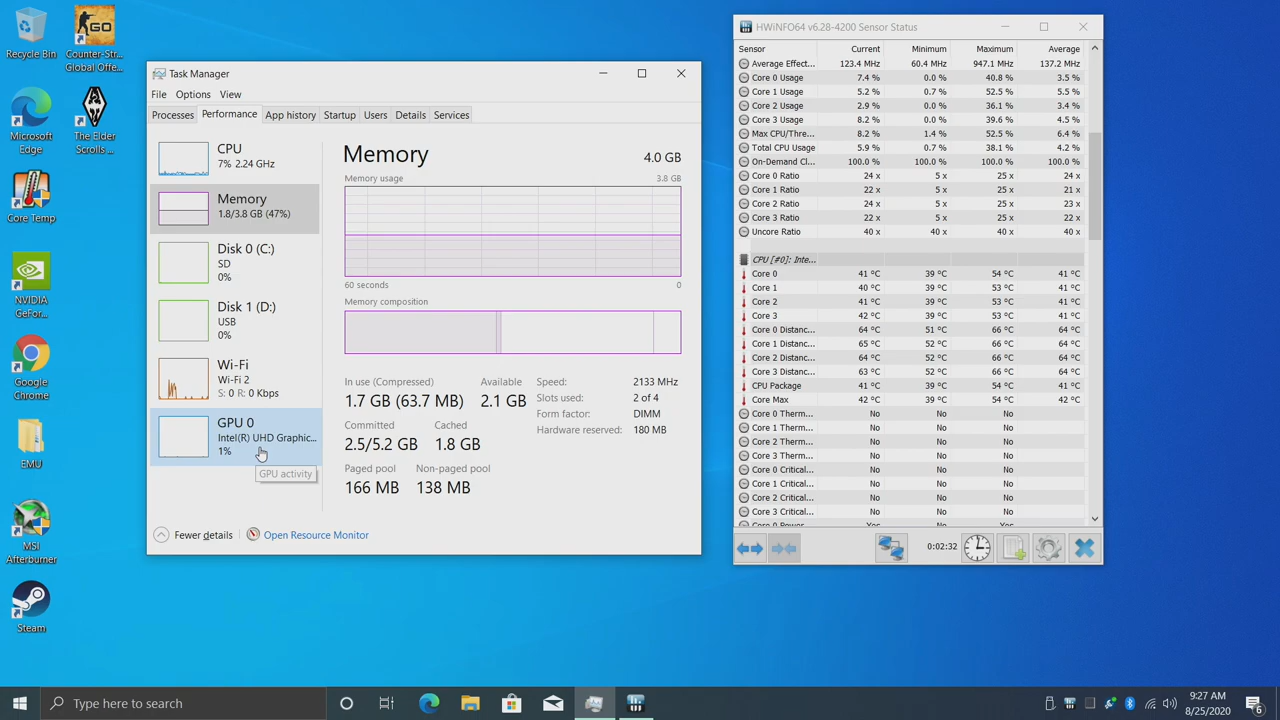 Recycle Bin
Counter-Str...
Global Offe...
Microsoft
Edge
The Elder
Scrolls ...
Core Temp
NVIDIA
GeFor...
Google
Chrome
EMU
MSI
Afterburner
Steam
Task Manager
File Options View
Processes Performance App history Startup Users Details Services
CPU
7% 2.24 GHz
Memory
1.8/3.8 GB (47%)
Disk 0 (C:)
SD
0%
Disk 1 (D:)
USB
0%
Wi-Fi
Wi-Fi 2
S: 0 R: 0 Kbps
GPU 0
Intel(R) UHD Graphic...
1%
GPU activity
Memory 4.0 GB
Memory usage 3.8 GB
60 seconds 0
Memory composition
In use (Compressed) Available
1.7 GB (63.7 MB) 2.1 GB
Committed Cached
2.5/5.2 GB 1.8 GB
Paged pool Non-paged pool
166 MB 138 MB
Speed: 2133 MHz
Slots used: 2 of 4
Form factor: DIMM
Hardware reserved: 180 MB
Fewer details Open Resource Monitor
HWiNFO64 v6.28-4200 Sensor Status
Sensor Current Minimum Maximum Average
Average Effect... 123.4 MHz 60.4 MHz 947.1 MHz 137.2 MHz
Core 0 Usage 7.4 % 0.0 % 40.8 % 3.5 %
Core 1 Usage 5.2 % 0.7 % 52.5 % 5.5 %
Core 2 Usage 2.9 % 0.0 % 36.1 % 3.4 %
Core 3 Usage 8.2 % 0.0 % 39.6 % 4.5 %
Max CPU/Thre... 8.2 % 1.4 % 52.5 % 6.4 %
Total CPU Usage 5.9 % 0.7 % 38.1 % 4.2 %
On-Demand Cl... 100.0 % 100.0 % 100.0 % 100.0 %
Core 0 Ratio 24 x 5 x 25 x 24 x
Core 1 Ratio 22 x 5 x 25 x 21 x
Core 2 Ratio 24 x 5 x 25 x 23 x
Core 3 Ratio 22 x 5 x 25 x 22 x
Uncore Ratio 40 x 40 x 40 x 40 x
CPU [#0]: Inte...
Core 0 41 °C 39 °C 54 °C 41 °C
Core 1 40 °C 39 °C 53 °C 41 °C
Core 2 41 °C 39 °C 53 °C 41 °C
Core 3 42 °C 39 °C 53 °C 41 °C
Core 0 Distanc... 64 °C 51 °C 66 °C 64 °C
Core 1 Distanc... 65 °C 52 °C 66 °C 64 °C
Core 2 Distanc... 64 °C 52 °C 66 °C 64 °C
Core 3 Distanc... 63 °C 52 °C 66 °C 64 °C
CPU Package 41 °C 39 °C 54 °C 41 °C
Core Max 42 °C 39 °C 54 °C 42 °C
Core 0 Therm... No No No
Core 1 Therm... No No No
Core 2 Therm... No No No
Core 3 Therm... No No No
Core 0 Critical... No No No
Core 1 Critical... No No No
Core 2 Critical... No No No
Core 3 Critical... No No No
Core 0 Power... Yes No Yes
0:02:32
Type here to search
9:27 AM
8/25/2020
6